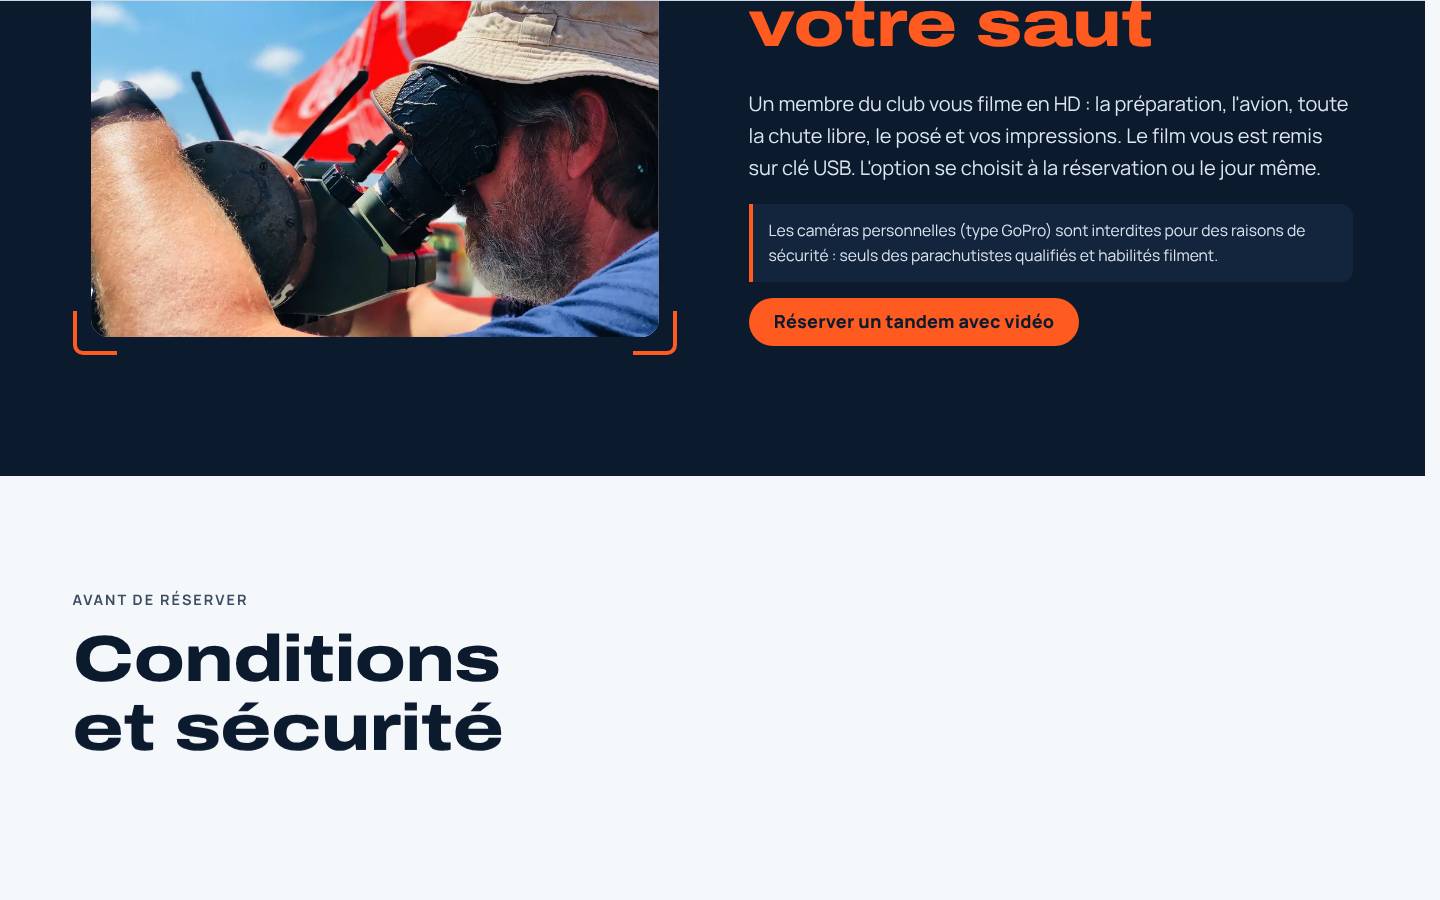 votre saut
Un membre du club vous filme en HD : la préparation, l'avion, toute
la chute libre, le posé et vos impressions. Le film vous est remis
sur clé USB. L'option se choisit à la réservation ou le jour même.
Les caméras personnelles (type GoPro) sont interdites pour des raisons de
sécurité : seuls des parachutistes qualifiés et habilités filment.
Réserver un tandem avec vidéo
AVANT DE RÉSERVER
Conditions
et sécurité